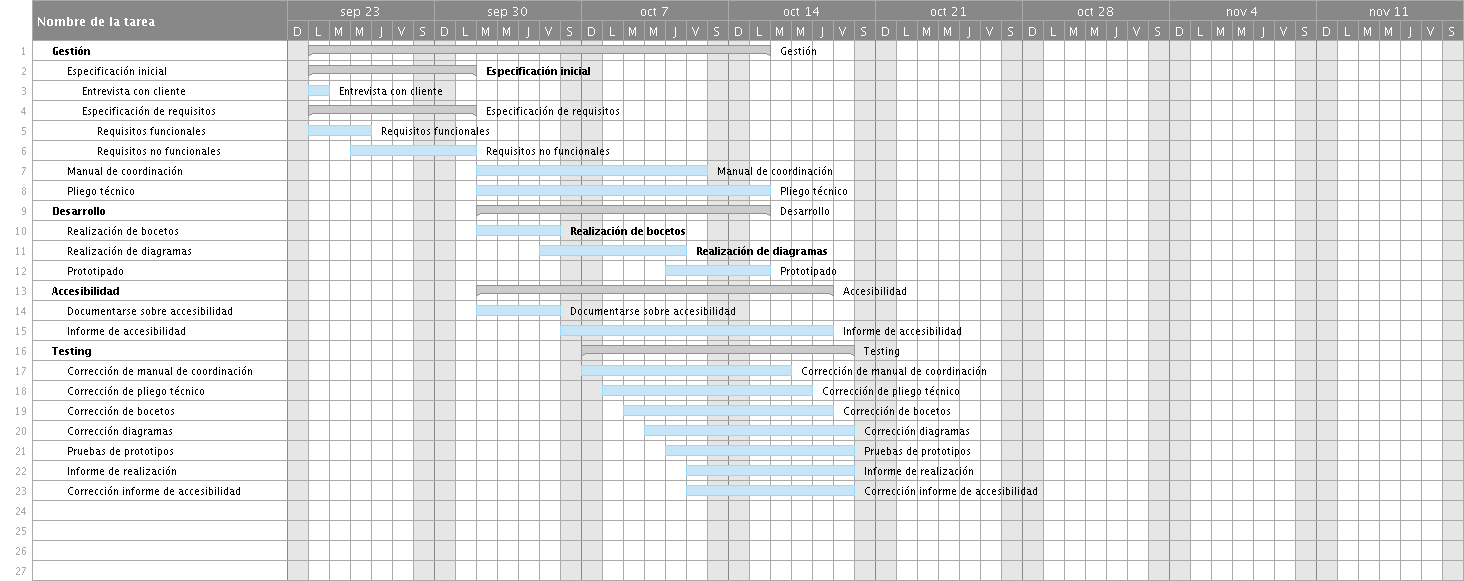 Nombre de la tarea
sep 23 sep 30 oct 7 oct 14 oct 21 oct 28 nov 4 nov 11
D L M M J V S D L M M J V S D L M M J V S D L M M J V S D L M M J V S D L M M J V S D L M M J V S D L M M J V S
1 Gestión Gestión
2 Especificación inicial Especificación inicial
3 Entrevista con cliente Entrevista con cliente
4 Especificación de requisitos Especificación de requisitos
5 Requisitos funcionales Requisitos funcionales
6 Requisitos no funcionales Requisitos no funcionales
7 Manual de coordinación Manual de coordinación
8 Pliego técnico Pliego técnico
9 Desarrollo Desarrollo
10 Realización de bocetos Realización de bocetos
11 Realización de diagramas Realización de diagramas
12 Prototipado Prototipado
13 Accesibilidad Accesibilidad
14 Documentarse sobre accesibilidad Documentarse sobre accesibilidad
15 Informe de accesibilidad Informe de accesibilidad
16 Testing Testing
17 Corrección de manual de coordinación Corrección de manual de coordinación
18 Corrección de pliego técnico Corrección de pliego técnico
19 Corrección de bocetos Corrección de bocetos
20 Corrección diagramas Corrección diagramas
21 Pruebas de prototipos Pruebas de prototipos
22 Informe de realización Informe de realización
23 Corrección informe de accesibilidad Corrección informe de accesibilidad
24
25
26
27